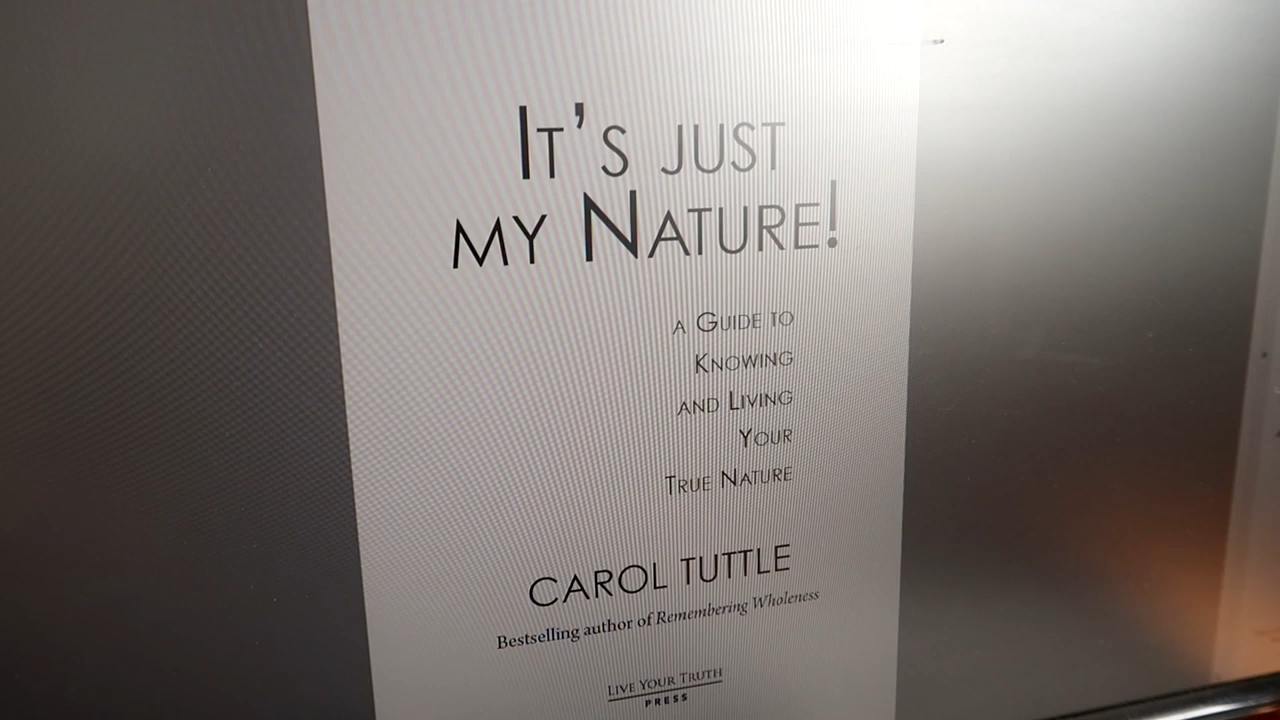 It's just
my Nature!
a Guide to
Knowing
and Living
Your
True Nature
CAROL TUTTLE
Bestselling author of Remembering Wholeness
Live Your Truth
PRESS